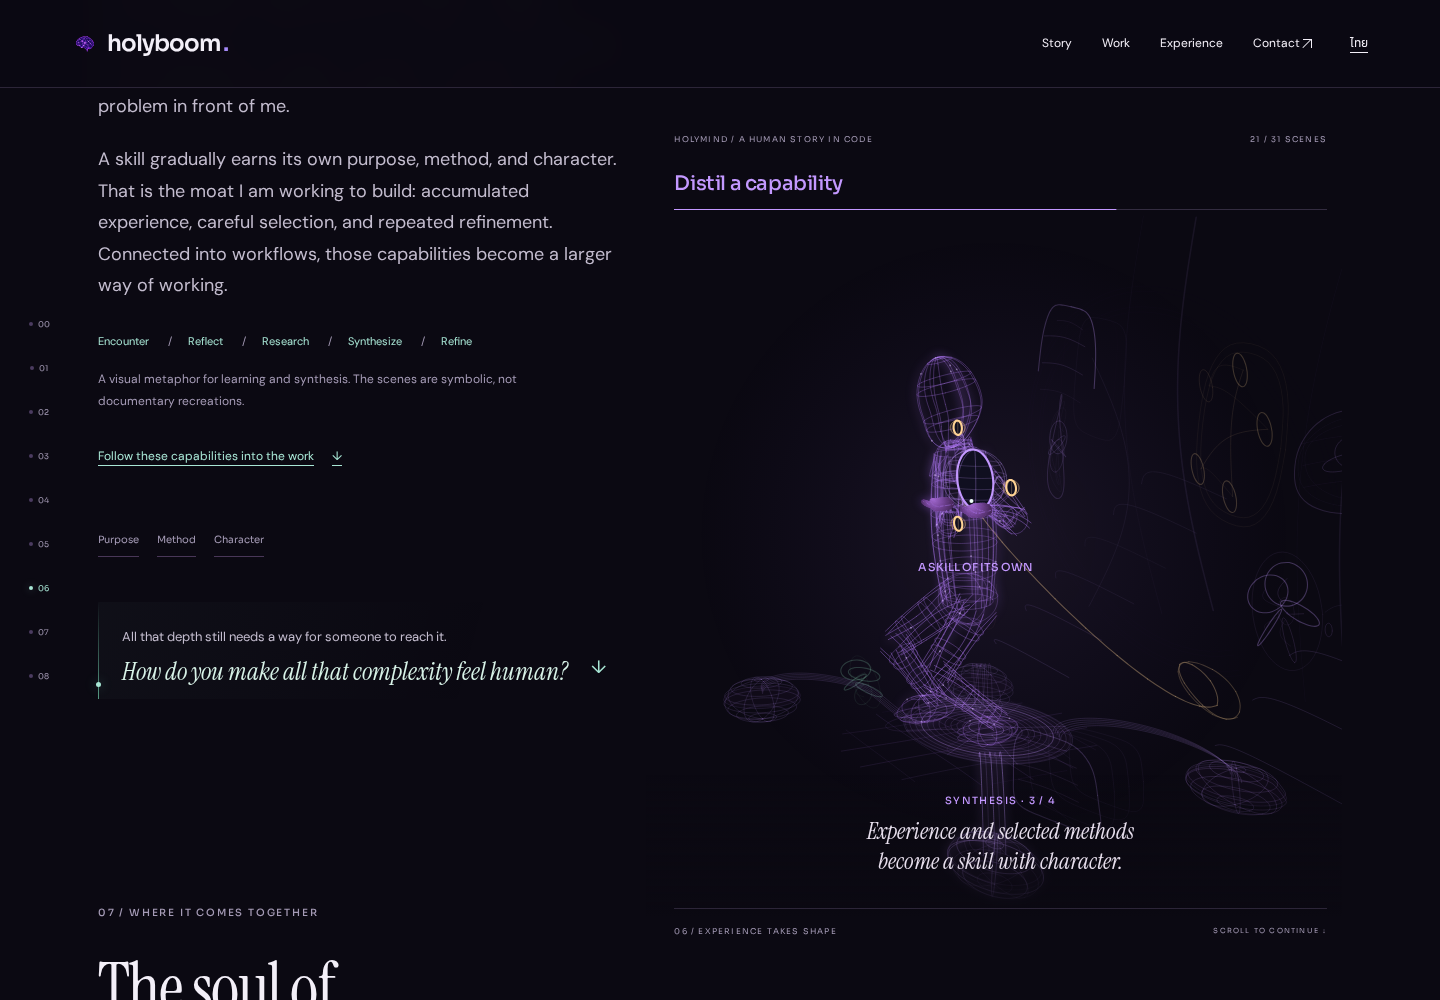 holyboom.
Story
Work
Experience
Contact
ไทย
problem in front of me.
A skill gradually earns its own purpose, method, and character.
That is the moat I am working to build: accumulated
experience, careful selection, and repeated refinement.
Connected into workflows, those capabilities become a larger
way of working.
Encounter / Reflect / Research / Synthesize / Refine
A visual metaphor for learning and synthesis. The scenes are symbolic, not
documentary recreations.
Follow these capabilities into the work ↓
Purpose
Method
Character
All that depth still needs a way for someone to reach it.
How do you make all that complexity feel human? ↓
07 / WHERE IT COMES TOGETHER
The soul of
00
01
02
03
04
05
06
07
08
HOLYMIND / A HUMAN STORY IN CODE
21 / 31 SCENES
Distil a capability
A SKILL OF ITS OWN
SYNTHESIS · 3 / 4
Experience and selected methods
become a skill with character.
06 / EXPERIENCE TAKES SHAPE
SCROLL TO CONTINUE ↓